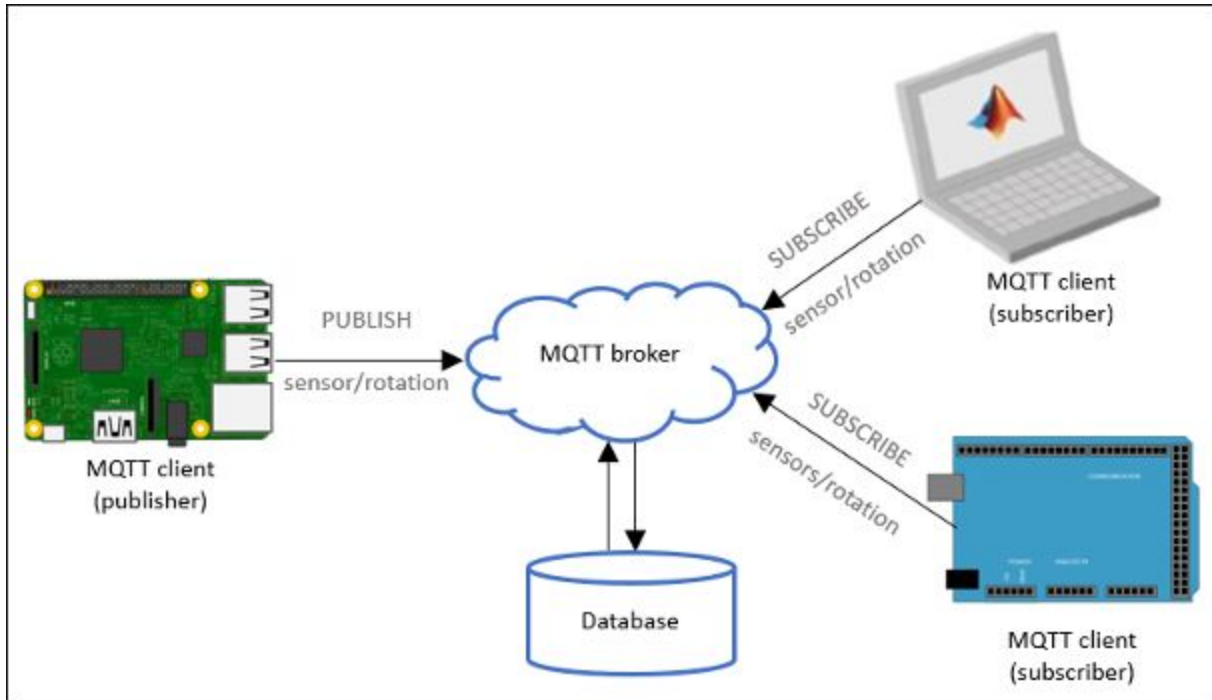 PUBLISH
sensor/rotation
MQTT client
(publisher)
MQTT broker
Database
SUBSCRIBE
sensor/rotation
MQTT client
(subscriber)
SUBSCRIBE
sensors/rotation
MQTT client
(subscriber)